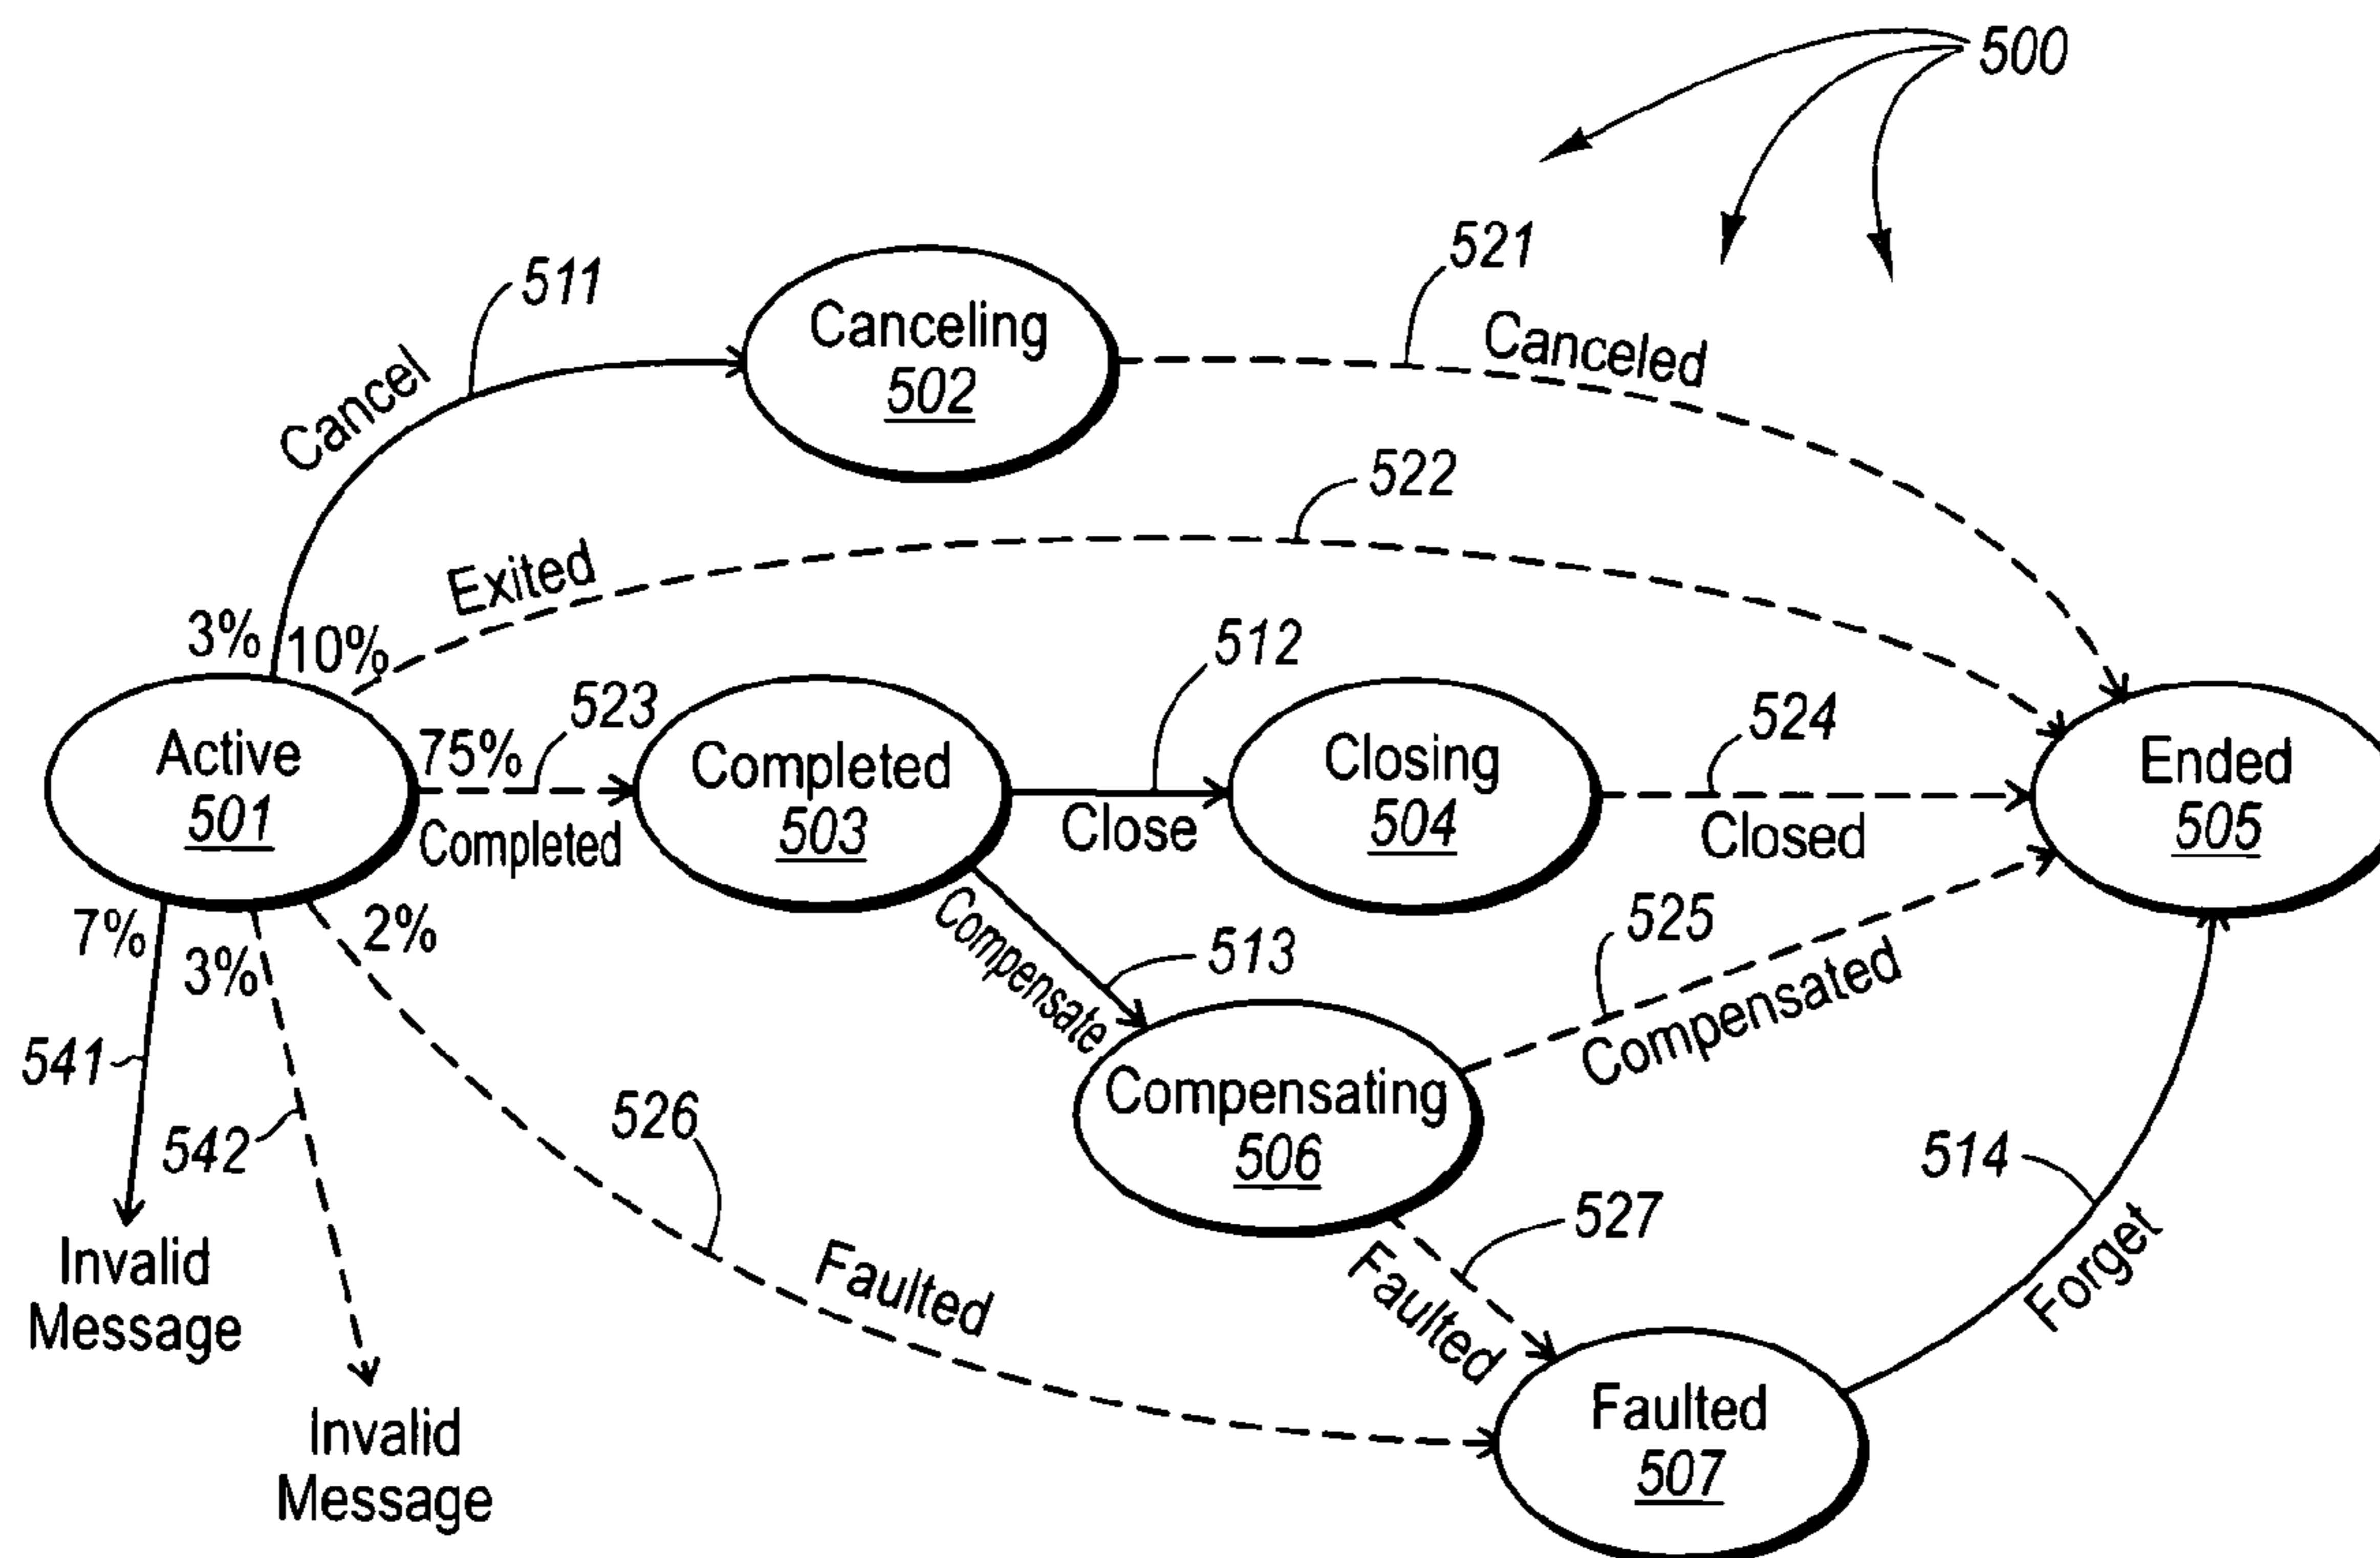 500
521
511
Canceling
502
Canceled
Cancel
522
Exited
3%
10%
512
523
524
Active
501
75%
Completed
Completed
503
Close
Closing
504
Closed
Ended
505
7%
3%
2%
Compensate
513
525
Compensated
541
542
526
Compensating
506
514
527
Invalid
Message
Faulted
Faulted
Forget
Invalid
Message
Faulted
507